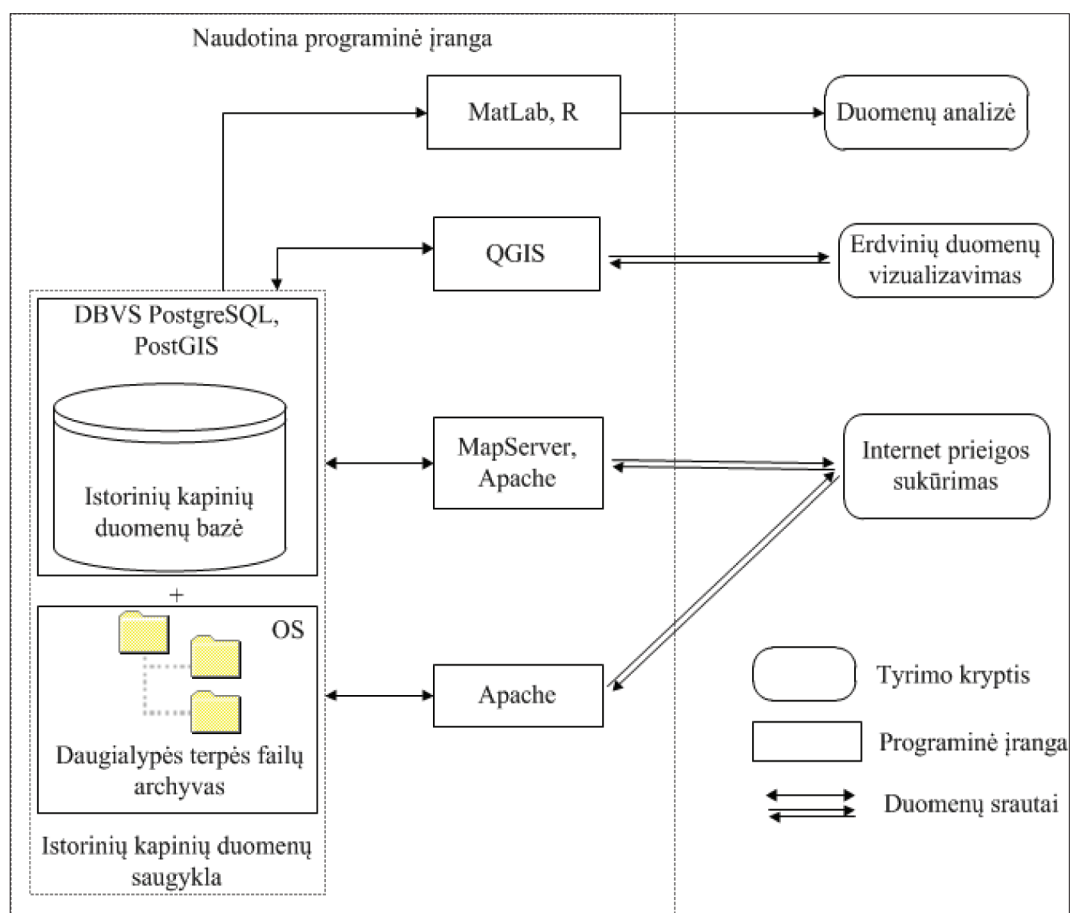 Naudotina programinė įranga
MatLab, R
Duomenų analizė
QGIS
Erdvinių duomenų
vizualizavimas
DBVS PostgreSQL,
PostGIS
Istorinių kapinių
duomenų bazė
MapServer,
Apache
Internet prieigos
sukūrimas
+
OS
Daugialypės terpės failų
archyvas
Apache
Istorinių kapinių duomenų
saugykla
Tyrimo kryptis
Programinė įranga
Duomenų srautai